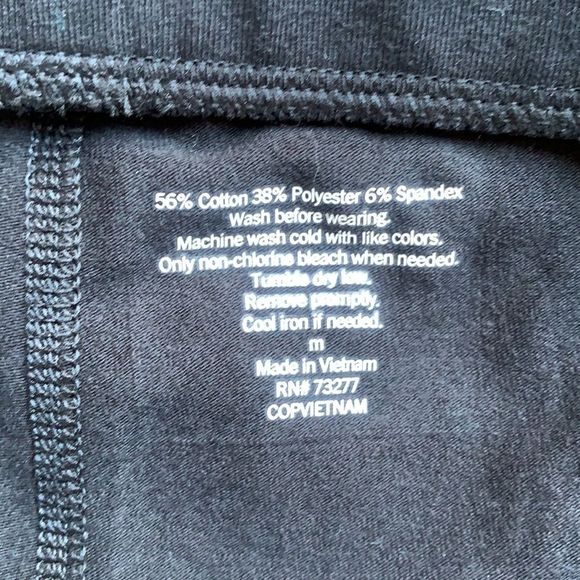 56% Cotton 38% Polyester 6% Spandex
Wash before wearing.
Machine wash cold with like colors.
Only non-chlorine bleach when needed.
Tumble dry low.
Remove promptly.
Cool iron if needed.
m
Made in Vietnam
RN# 73277
COPVIETNAM